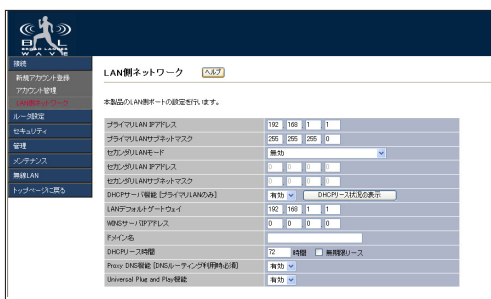 BROAD LANNER
W A V E
接続
新規アカウント登録
アカウント管理
LAN側ネットワーク
ルータ設定
セキュリティ
管理
メンテナンス
無線LAN
トップページに戻る
LAN側ネットワーク ヘルプ
本製品のLAN側ポートの設定を行います。
プライマリLAN IPアドレス 192 168 1 1
プライマリLANサブネットマスク 255 255 255 0
セカンダリLANモード 無効
セカンダリLAN IPアドレス 0 0 0 0
セカンダリLANサブネットマスク 0 0 0 0
DHCPサーバ機能 [プライマリLANのみ] 有効 DHCPリース状況の表示
LANデフォルトゲートウェイ 192 168 1 1
WINSサーバIPアドレス 0 0 0 0
ドメイン名
DHCPリース時間 72 時間 無期限リース
Proxy DNS機能 [DNSルーティング利用時必須] 有効
Universal Plug and Play機能 有効